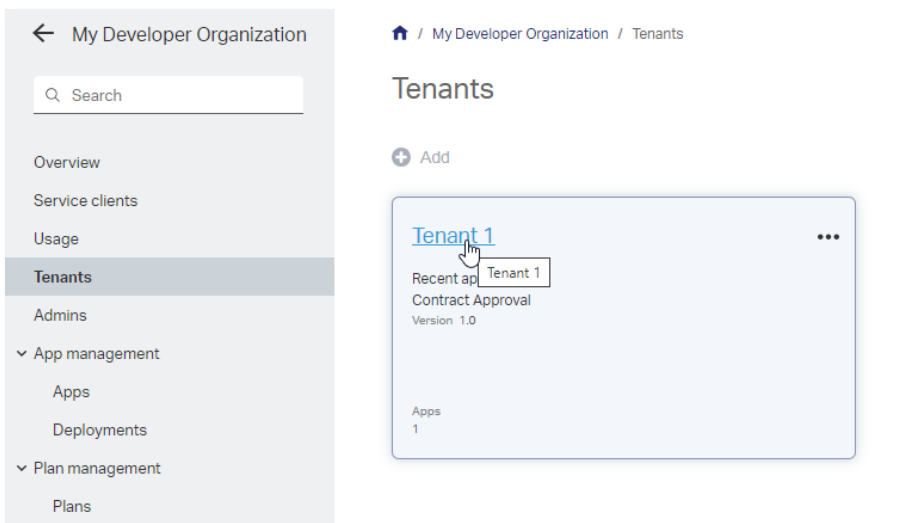 My Developer Organization
Search
Overview
Service clients
Usage
Tenants
Admins
App management
Apps
Deployments
Plan management
Plans
/ My Developer Organization / Tenants
Tenants
Add
Tenant 1
Tenant 1
Recent ap
Contract Approval
Version 1.0
Apps
1